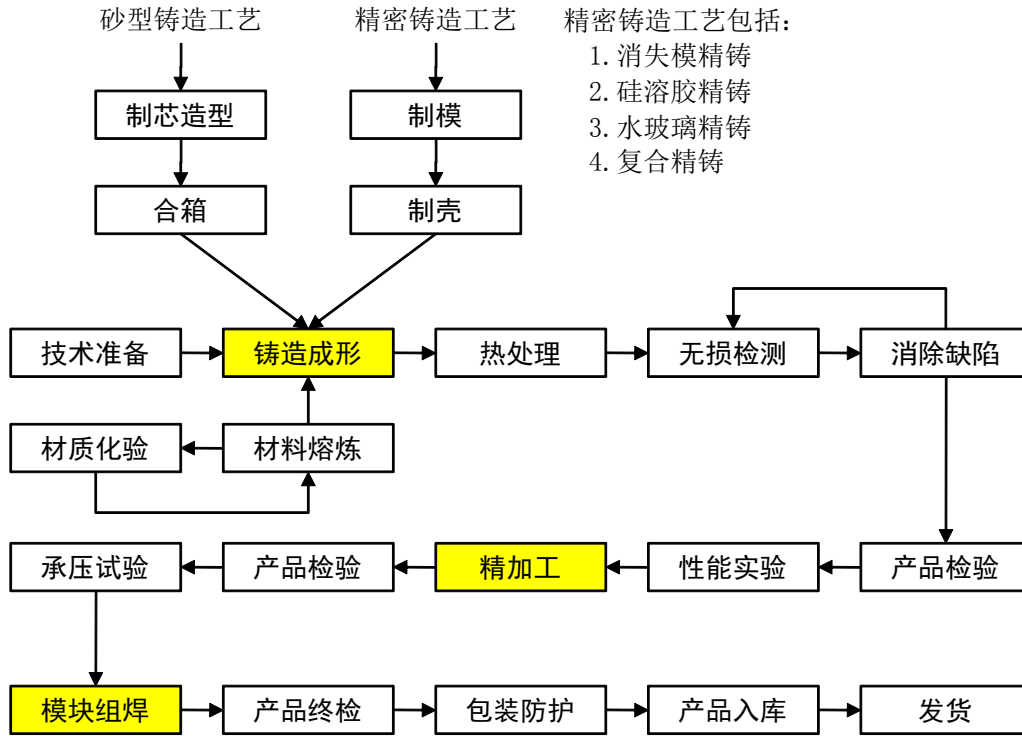 砂型铸造工艺
精密铸造工艺
精密铸造工艺包括:
1.消失模精铸
2.硅溶胶精铸
3.水玻璃精铸
4.复合精铸
制芯造型
制模
合箱
制壳
技术准备
铸造成形
热处理
无损检测
消除缺陷
材质化验
材料熔炼
承压试验
产品检验
精加工
性能实验
产品检验
模块组焊
产品终检
包装防护
产品入库
发货